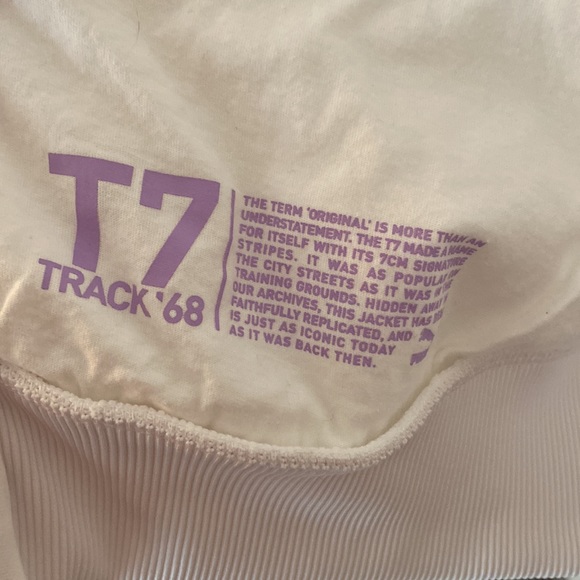 T7
TRACK '68
THE TERM 'ORIGINAL' IS MORE THAN AN
UNDERSTATEMENT. THE T7 MADE A NAME
FOR ITSELF WITH ITS 7CM SIGNATURE
STRIPES. IT WAS AS POPULAR
THE CITY STREETS AS IT WAS
TRAINING GROUNDS. HIDDEN AWAY
OUR ARCHIVES, THIS JACKET HAS
FAITHFULLY REPLICATED, AND
IS JUST AS ICONIC TODAY
AS IT WAS BACK THEN.